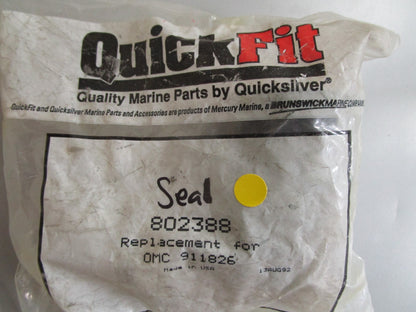 QuickFit
Quality Marine Parts by Quicksilver®
QuickFit and Quicksilver Marine Parts and Accessories are products of Mercury Marine, a BRUNSWICK MARINE COMPANY
Seal
802388
Replacement for
OMC 911826
Made in USA 13AUG92